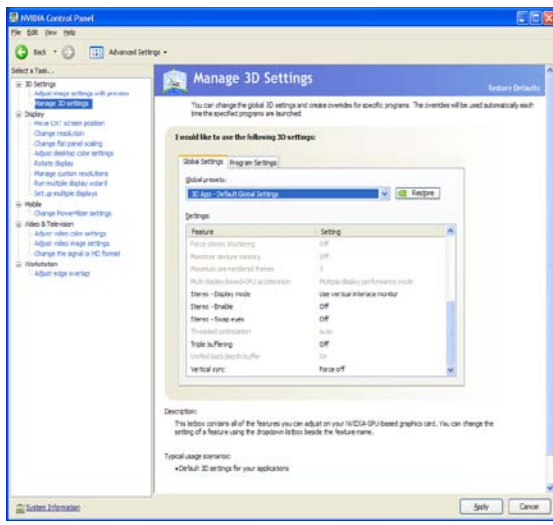 NVIDIA Control Panel
File Edit View Help
Back Advanced Settings
Select a Task...
3D Settings
Adjust image settings with preview
Manage 3D settings
Display
Move CRT screen position
Change resolution
Change flat panel scaling
Adjust desktop color settings
Rotate display
Manage custom resolutions
Run multiple display wizard
Set up multiple displays
Mobile
Change PowerMizer settings
Video & Television
Adjust video color settings
Adjust video image settings
Change the signal or HD format
Workstation
Adjust edge overlap
System Information
Manage 3D Settings
Restore Defaults
You can change the global 3D settings and create overrides for specific programs. The overrides will be used automatically each
time the specified programs are launched.
I would like to use the following 3D settings:
Global Settings Program Settings
Global presets:
3D App - Default Global Settings Restore
Settings:
Feature Setting
Force stereo shuttering Off
Maximize texture memory Off
Maximum pre-rendered frames 3
Multi-display/mixed-GPU acceleration Multiple display performance mode
Stereo - Display mode Use vertical interlace monitor
Stereo - Enable Off
Stereo - Swap eyes Off
Threaded optimization Auto
Triple buffering Off
Unified back/depth buffer On
Vertical sync Force off
Description:
This listbox contains all of the features you can adjust on your NVIDIA GPU-based graphics card. You can change the
setting of a feature using the dropdown listbox beside the feature name.
Typical usage scenarios:
•Default 3D settings for your applications
Apply Cancel